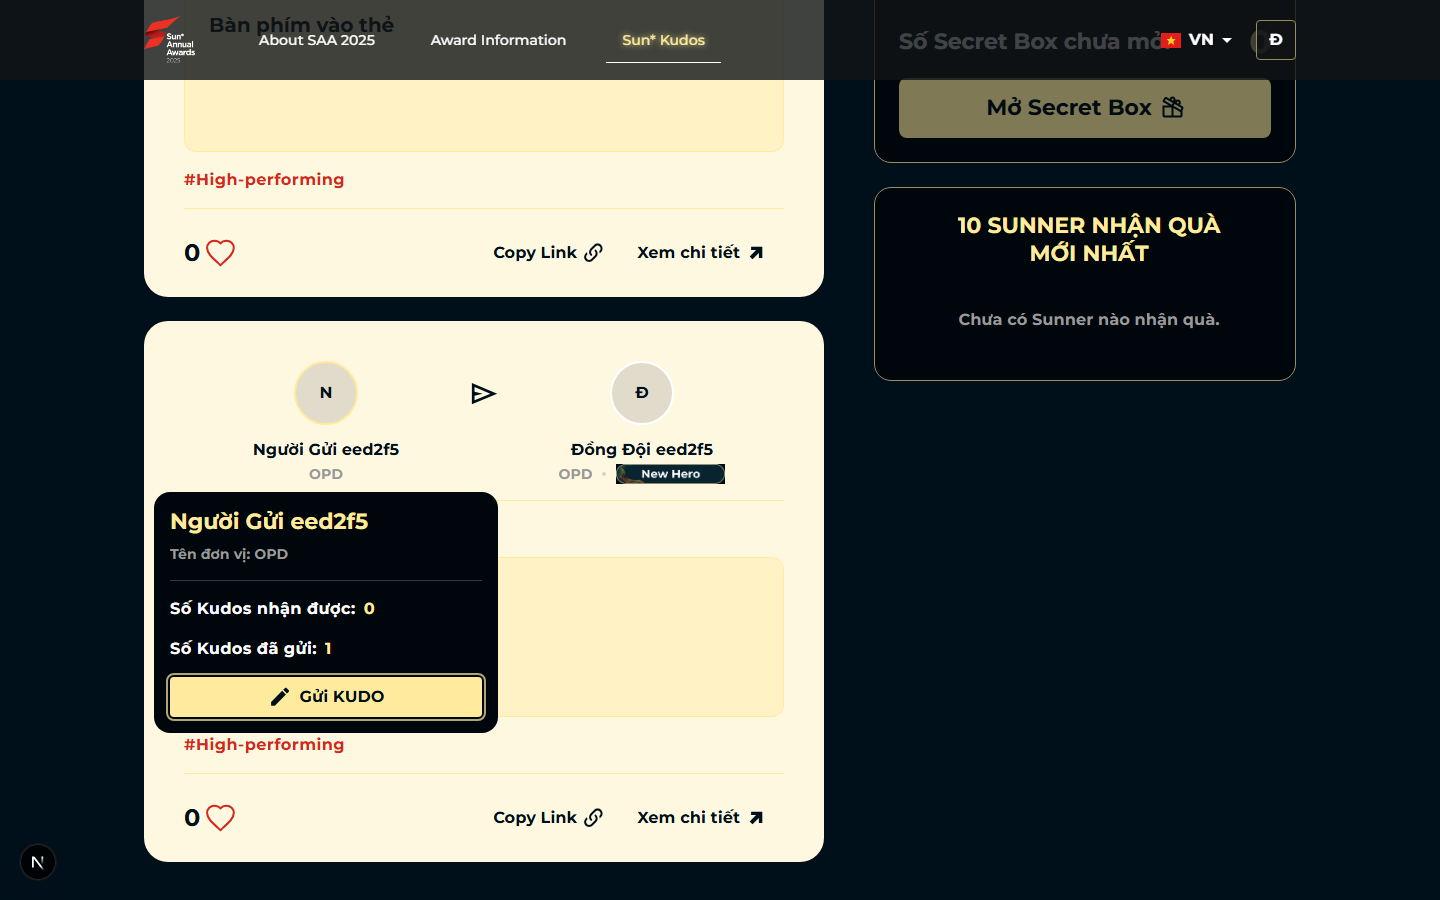 Bàn phím vào thẻ
Sun*
Annual
Awards
2025
About SAA 2025
Award Information
Sun* Kudos
Số Secret Box chưa mở
VN
Đ
Mở Secret Box
#High-performing
0
Copy Link
Xem chi tiết
10 SUNNER NHẬN QUÀ
MỚI NHẤT
Chưa có Sunner nào nhận quà.
N
Đ
Người Gửi eed2f5
Đồng Đội eed2f5
OPD
OPD • New Hero
Người Gửi eed2f5
Tên đơn vị: OPD
Số Kudos nhận được: 0
Số Kudos đã gửi: 1
Gửi KUDO
#High-performing
0
Copy Link
Xem chi tiết
N